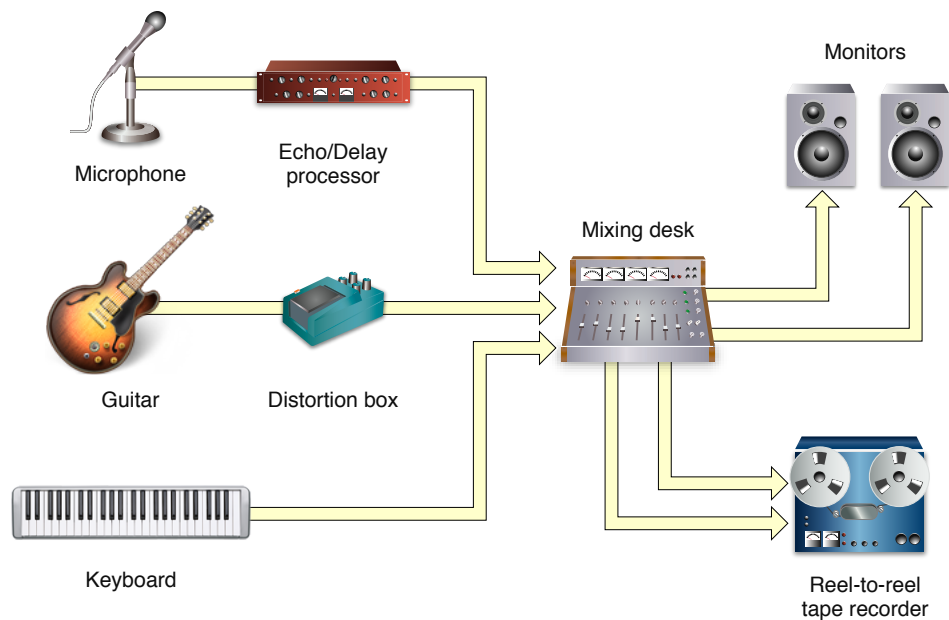 Monitors
Microphone
Echo/Delay
processor
Mixing desk
Guitar
Distortion box
Keyboard
Reel-to-reel
tape recorder